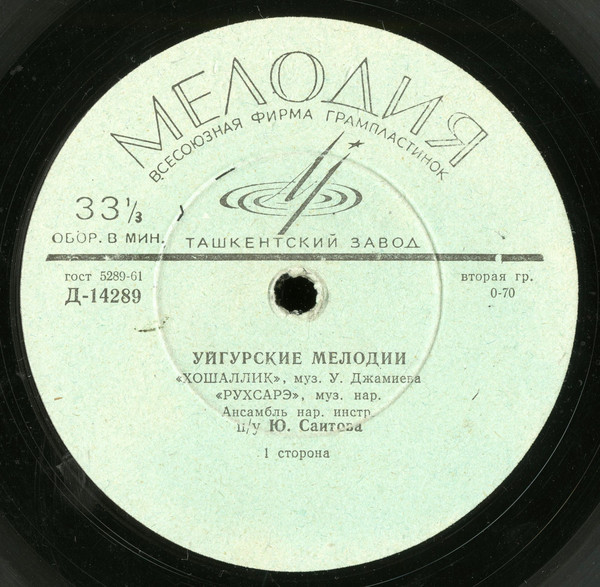 МЕЛОДИЯ
ВСЕСОЮЗНАЯ ФИРМА ГРАМПЛАСТИНОК
33⅓
ОБОР. В МИН.
ТАШКЕНТСКИЙ ЗАВОД
гост 5289-61
Д-14289
вторая гр.
0-70
УЙГУРСКИЕ МЕЛОДИИ
«ХОШАЛЛИК», муз. У. Джамиева
«РУХСАРЭ», муз. нар.
Ансамбль нар. инстр.
п/у Ю. Саитова
1 сторона